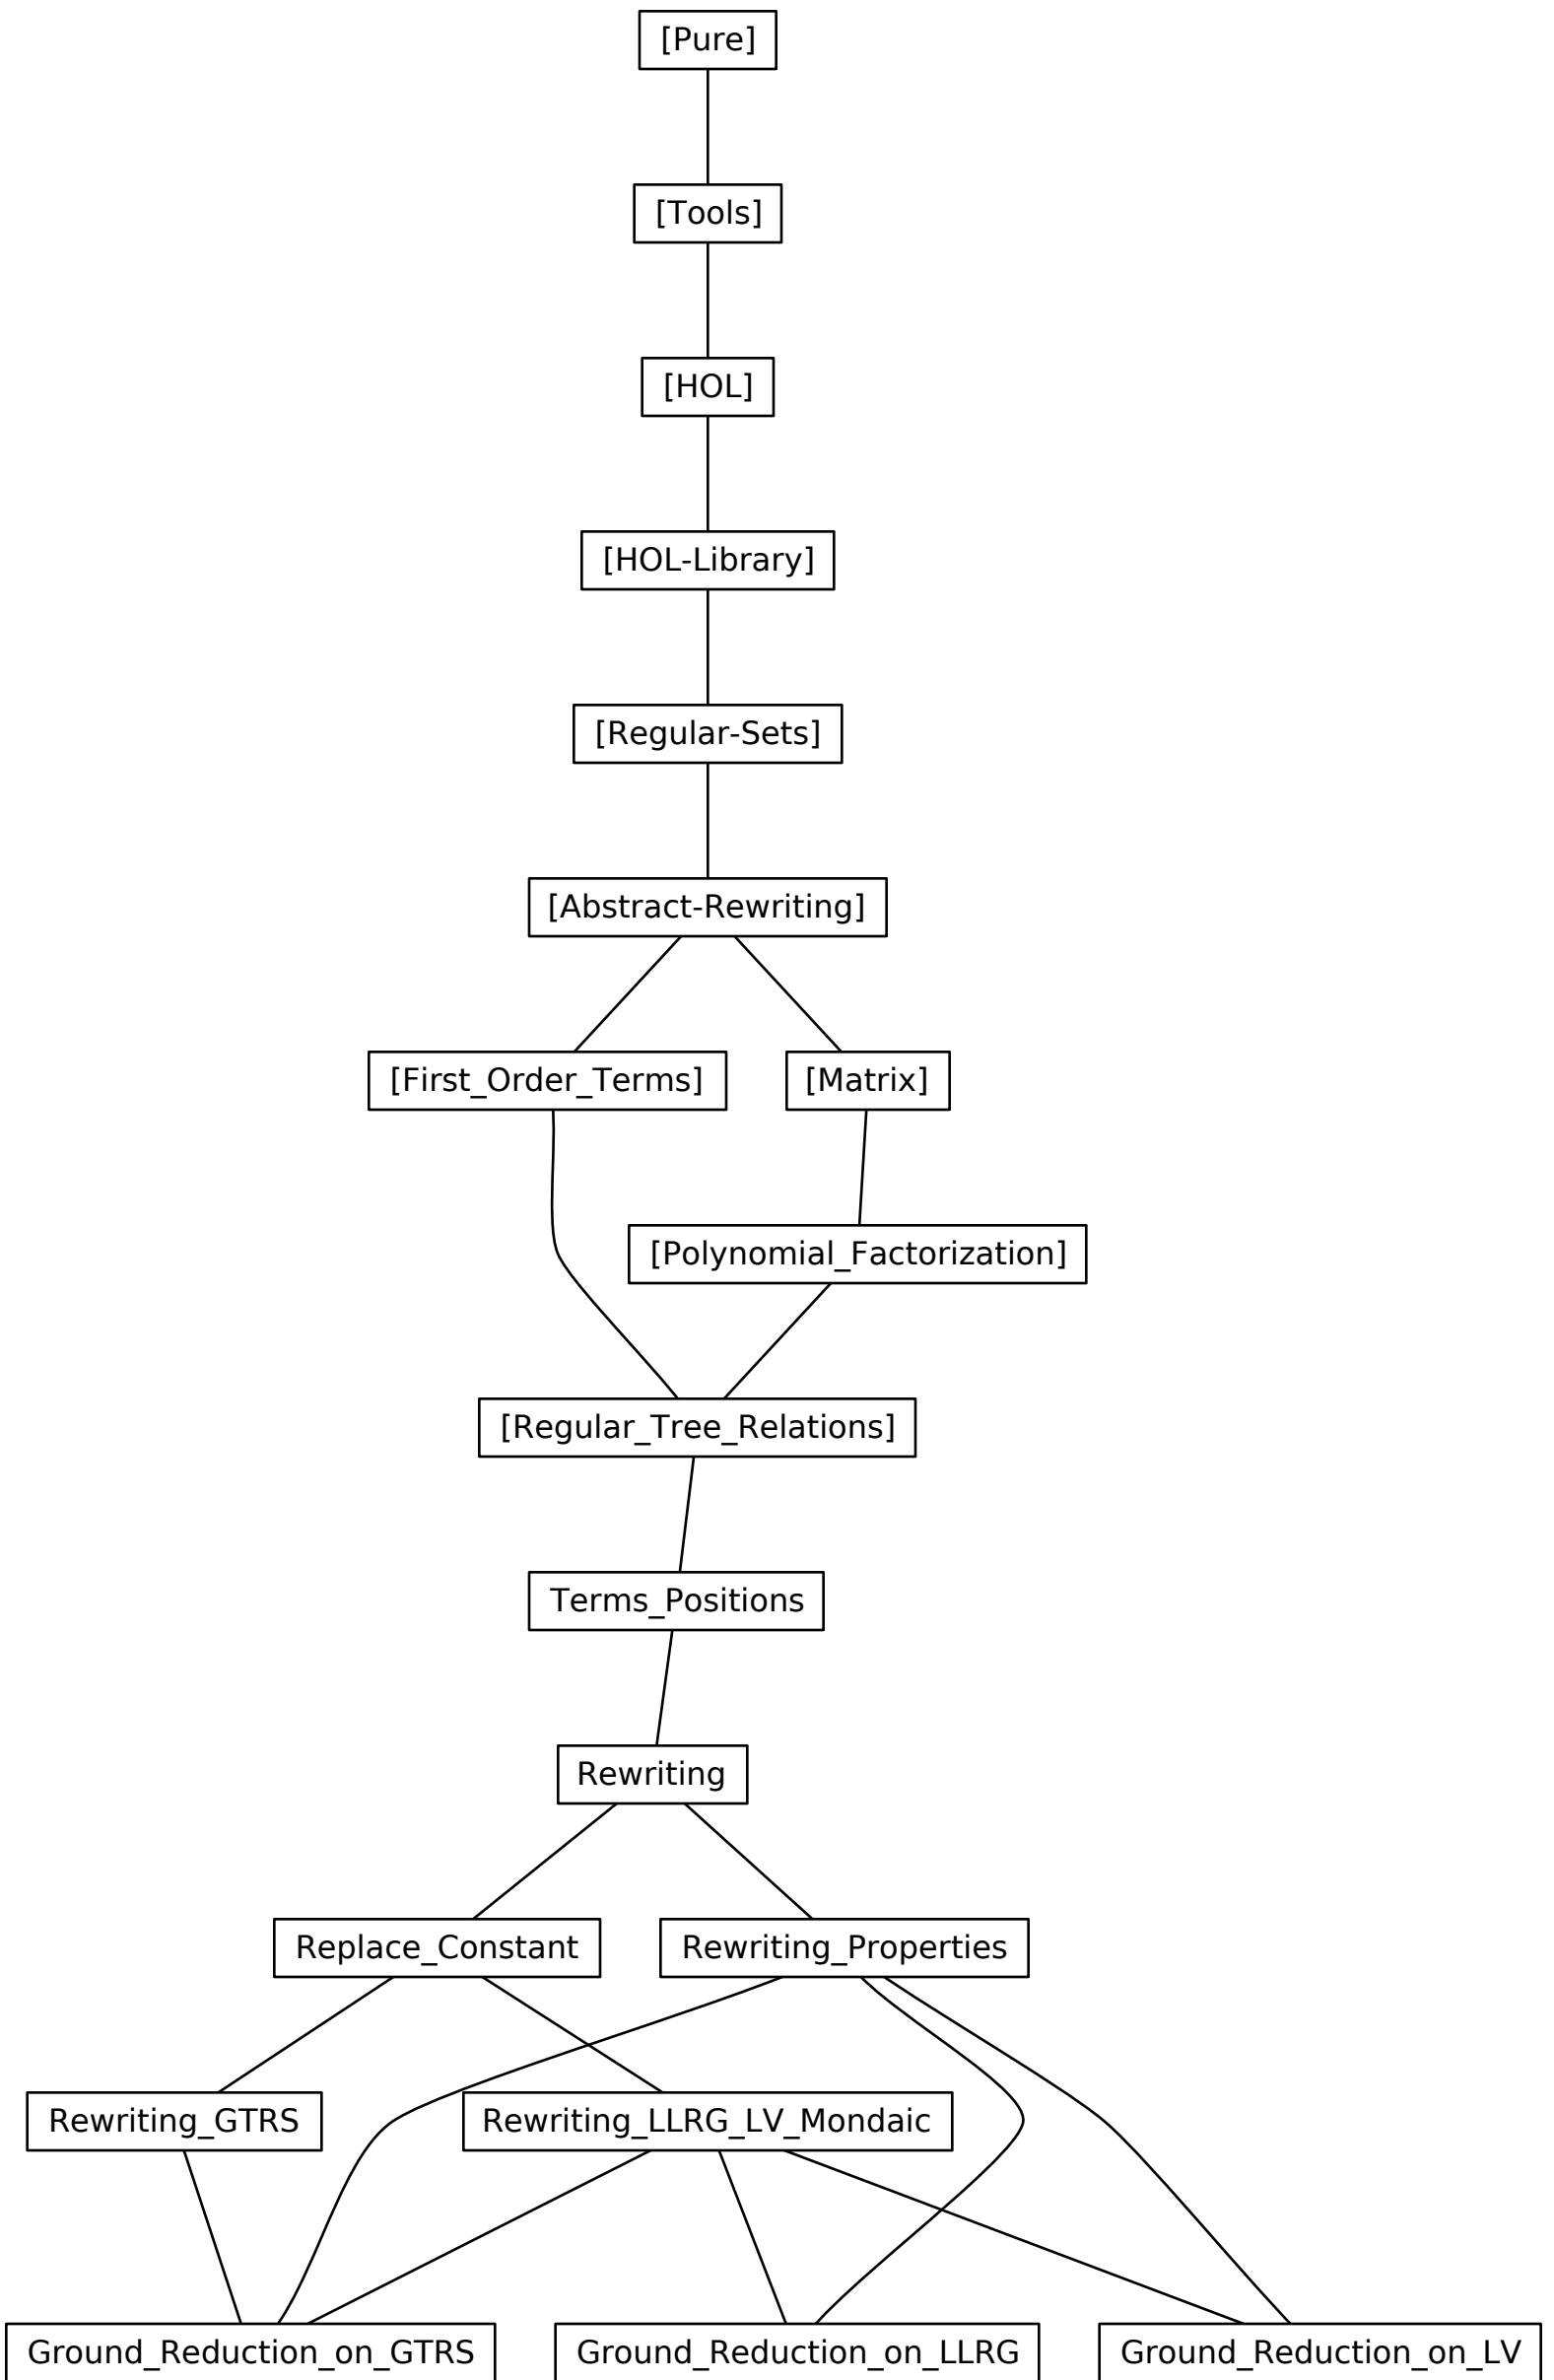 [Pure]
[Tools]
[HOL]
[HOL-Library]
[Regular-Sets]
[Abstract-Rewriting]
[First_Order_Terms]
[Matrix]
[Polynomial_Factorization]
[Regular_Tree_Relations]
Terms_Positions
Rewriting
Replace_Constant
Rewriting_Properties
Rewriting_GTRS
Rewriting_LLRG_LV_Mondaic
Ground_Reduction_on_GTRS
Ground_Reduction_on_LLRG
Ground_Reduction_on_LV